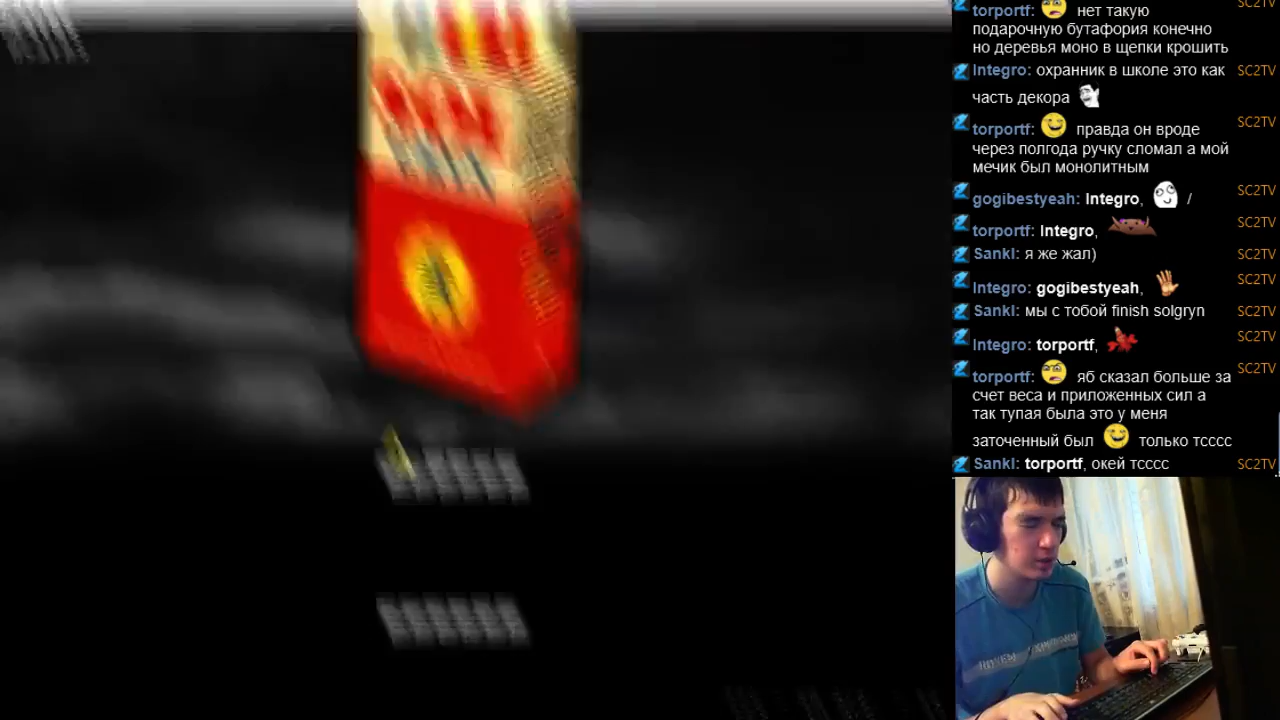 torportf: нет такую
SC2TV
подарочную бутафория конечно
но деревья моно в щепки крошить
Integro: охранник в школе это как
SC2TV
часть декора
torportf: правда он вроде
SC2TV
через полгода ручку сломал а мой
мечик был монолитным
gogibestyeah: Integro, /
SC2TV
torportf: Integro,
SC2TV
Sankl: я же жал)
SC2TV
Integro: gogibestyeah,
SC2TV
Sankl: мы с тобой finish solgryn
SC2TV
Integro: torportf,
SC2TV
torportf: яб сказал больше за
SC2TV
счет веса и приложенных сил а
так тупая была это у меня
заточенный был только тсссс
Sankl: torportf, окей тсссс
SC2TV